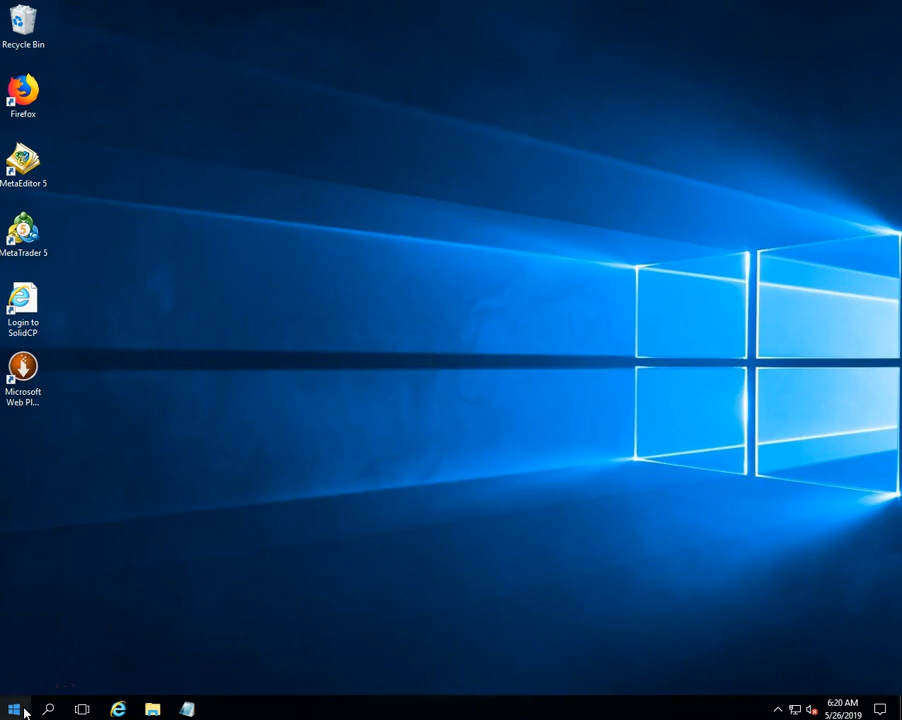 Recycle Bin
Firefox
MetaEditor 5
5
MetaTrader 5
Login to
SolidCP
Microsoft
Web Pl...
6:20 AM
5/26/2019